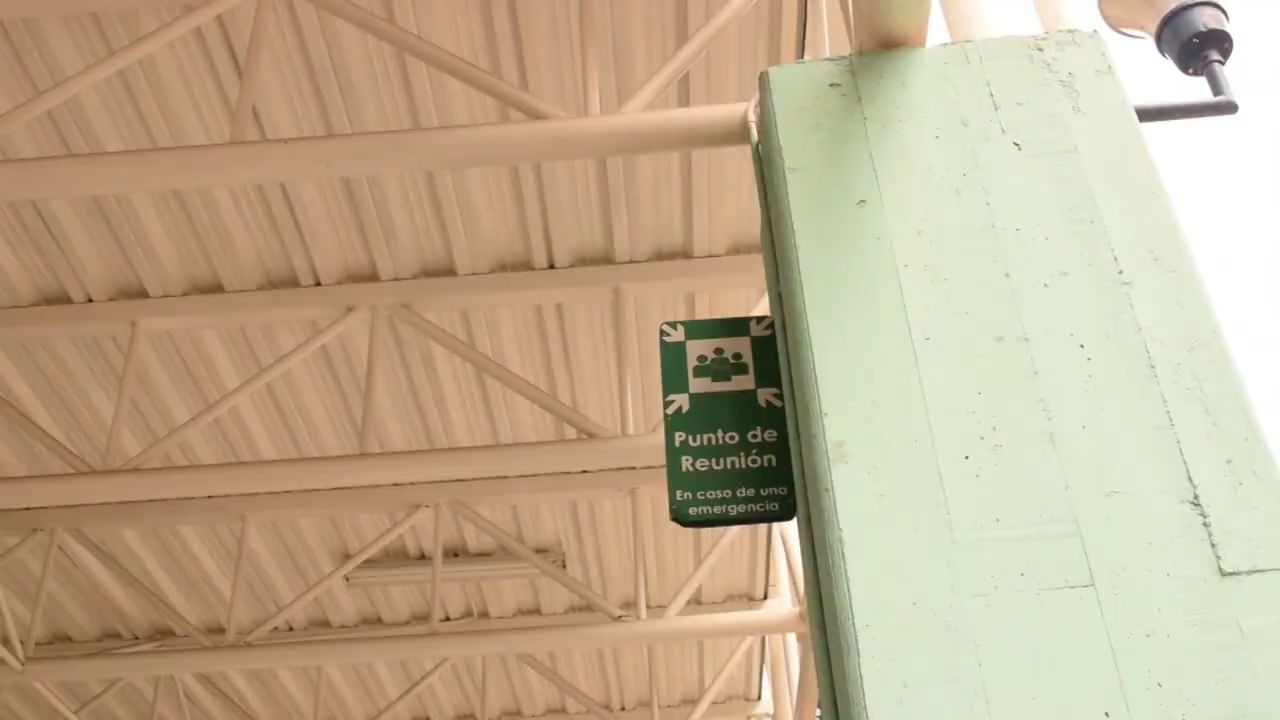 Punto de
Reunión
En caso de una
emergencia